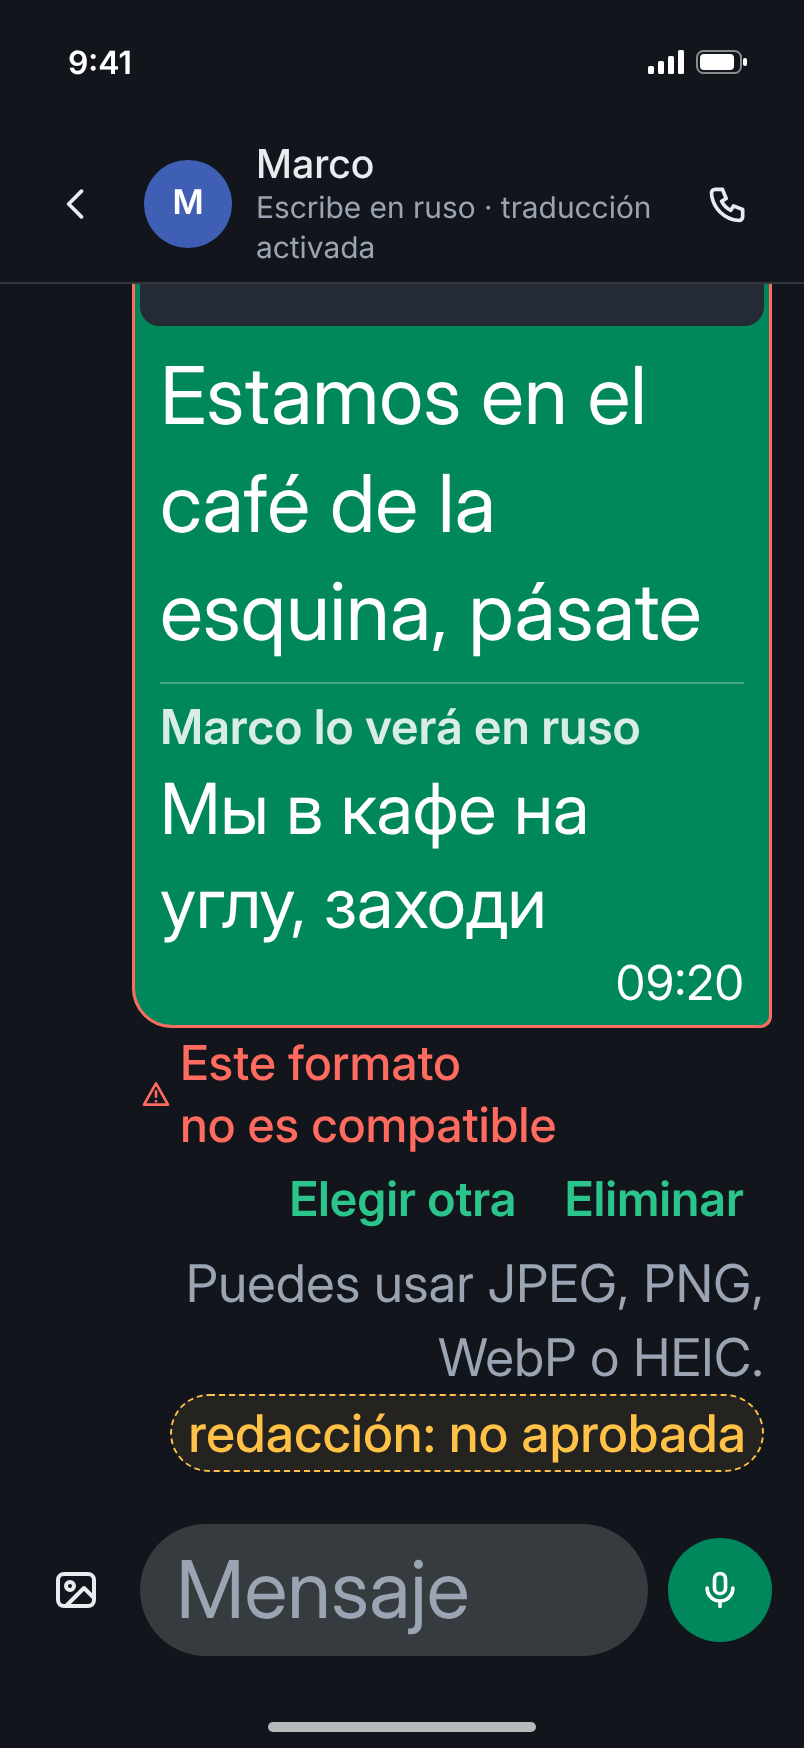 9:41
M
Marco
Escribe en ruso · traducción
activada
Estamos en el
café de la
esquina, pásate
Marco lo verá en ruso
Мы в кафе на
углу, заходи
09:20
Este formato
no es compatible
Elegir otra Eliminar
Puedes usar JPEG, PNG,
WebP o HEIC.
redacción: no aprobada
Mensaje